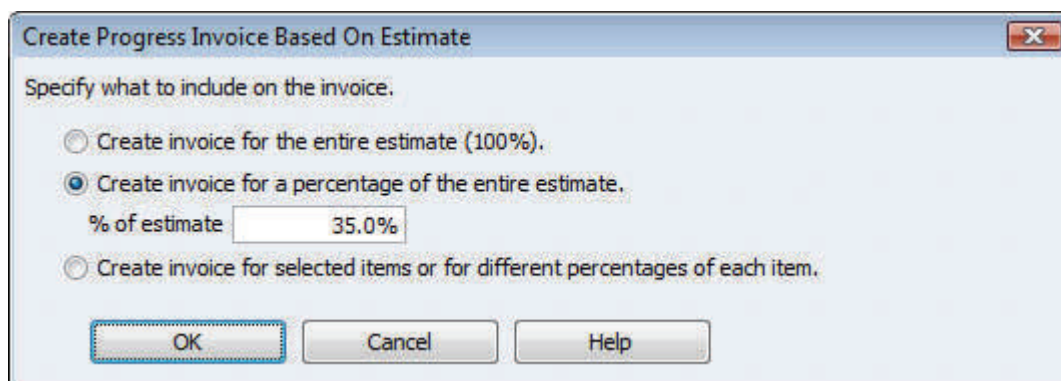 Create Progress Invoice Based On Estimate
Specify what to include on the invoice.
Create invoice for the entire estimate (100%).
Create invoice for a percentage of the entire estimate.
% of estimate 35.0%
Create invoice for selected items or for different percentages of each item.
OK Cancel Help